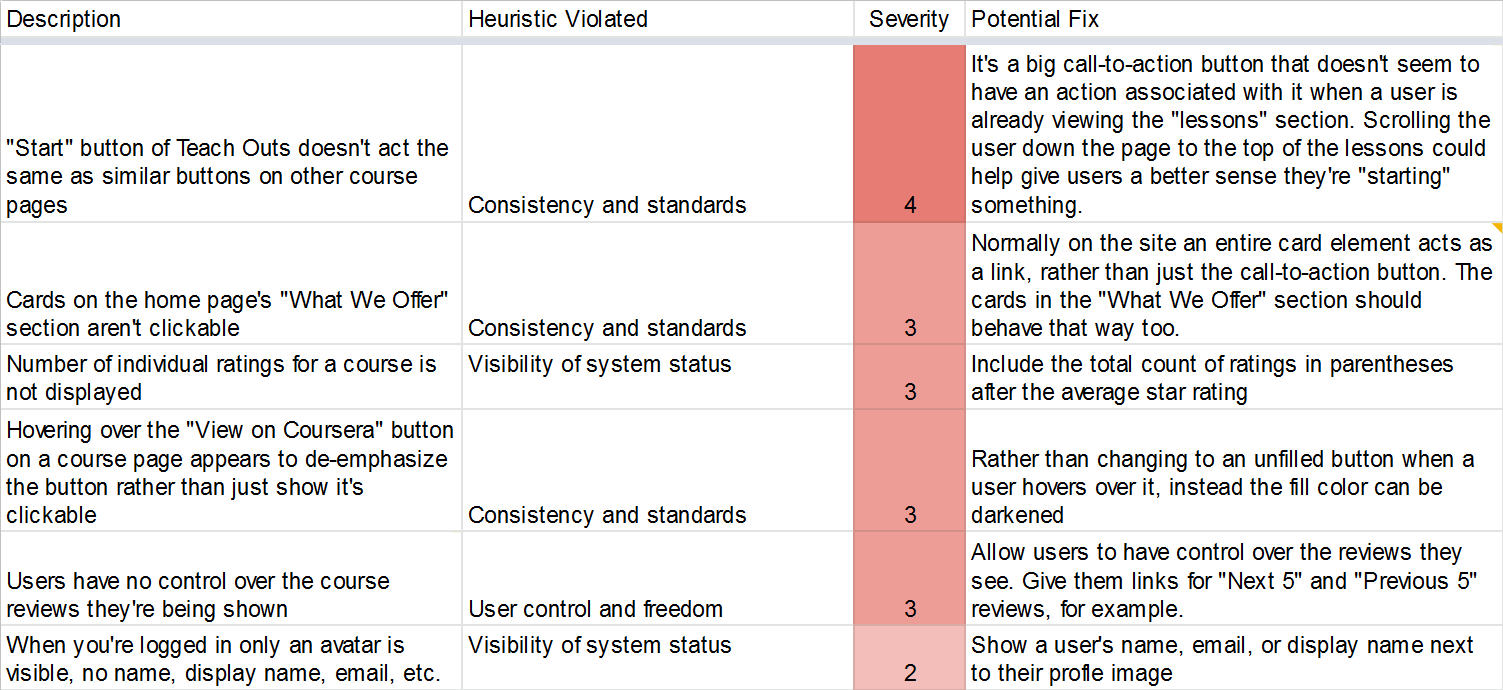 Description Heuristic Violated Severity Potential Fix
"Start" button of Teach Outs doesn't act the
same as similar buttons on other course
pages
Consistency and standards
4
It's a big call-to-action button that doesn't seem to
have an action associated with it when a user is
already viewing the "lessons" section. Scrolling the
user down the page to the top of the lessons could
help give users a better sense they're "starting"
something.
Cards on the home page's "What We Offer"
section aren't clickable
Consistency and standards
3
Normally on the site an entire card element acts as
a link, rather than just the call-to-action button. The
cards in the "What We Offer" section should
behave that way too.
Number of individual ratings for a course is
not displayed
Visibility of system status
3
Include the total count of ratings in parentheses
after the average star rating
Hovering over the "View on Coursera" button
on a course page appears to de-emphasize
the button rather than just show it's
clickable
Consistency and standards
3
Rather than changing to an unfilled button when a
user hovers over it, instead the fill color can be
darkened
Users have no control over the course
reviews they're being shown
User control and freedom
3
Allow users to have control over the reviews they
see. Give them links for "Next 5" and "Previous 5"
reviews, for example.
When you're logged in only an avatar is
visible, no name, display name, email, etc.
Visibility of system status
2
Show a user's name, email, or display name next
to their profle image